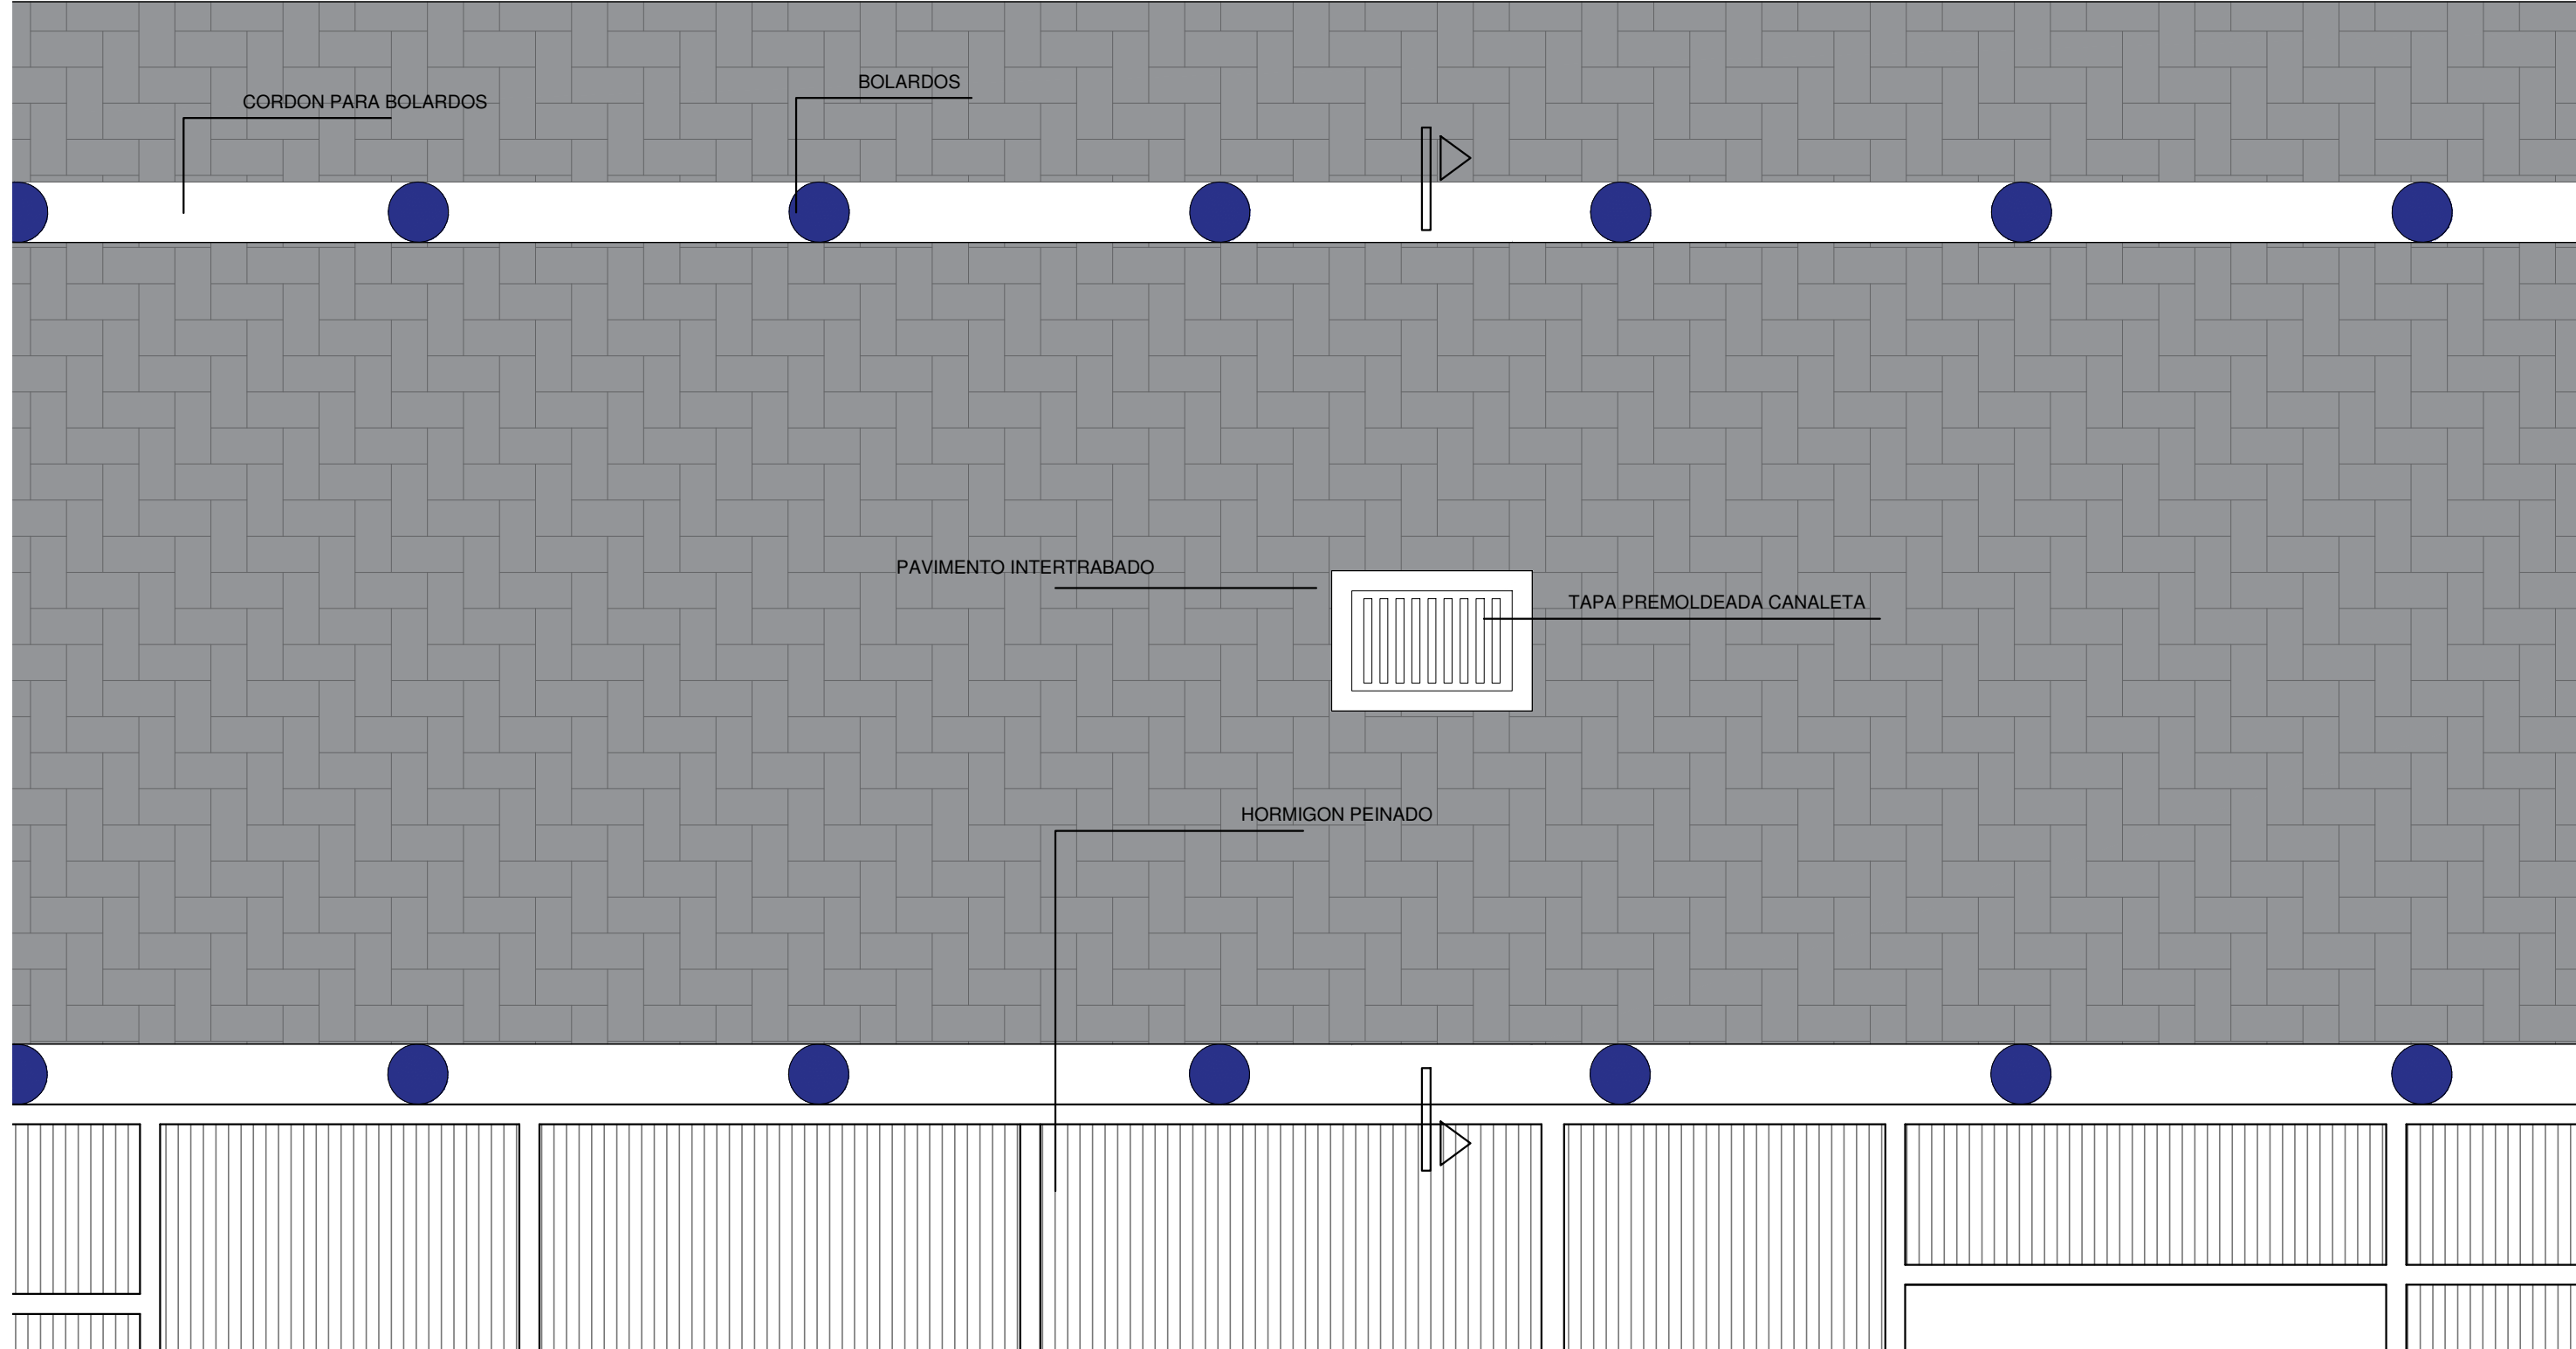 BOLARDOS
CORDON PARA BOLARDOS
PAVIMENTO INTERTRABADO
TAPA PREMOLDEADA CANALETA
HORMIGON PEINADO